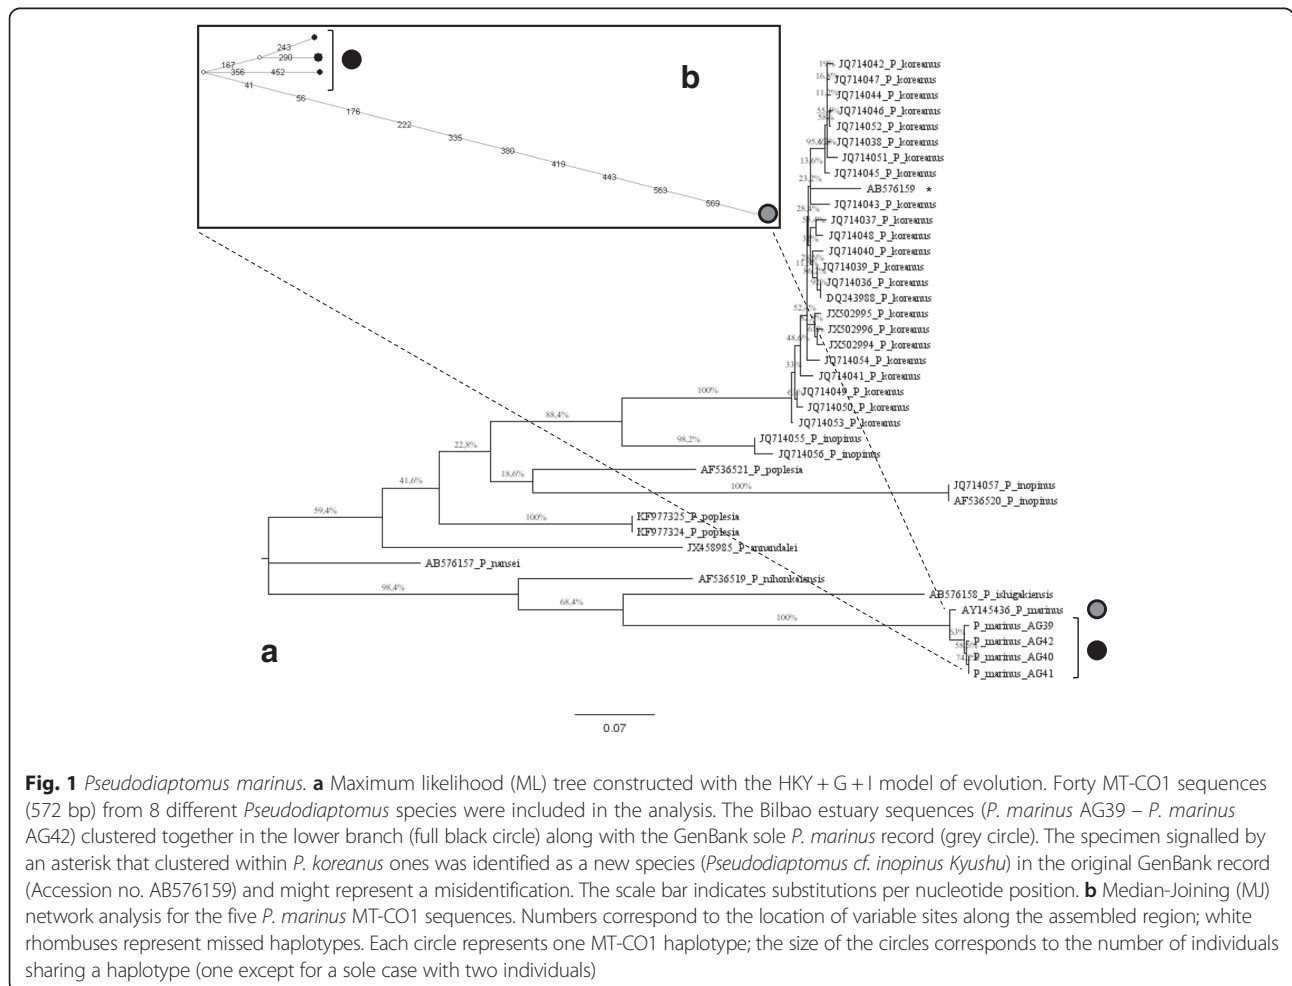 243
290
167
356
452
41
56
176
222
335
380
419
443
563
569
b
JQ714042_P_koreanus
JQ714047_P_koreanus
JQ714044_P_koreanus
JQ714046_P_koreanus
JQ714052_P_koreanus
JQ714038_P_koreanus
JQ714051_P_koreanus
JQ714045_P_koreanus
AB576159 *
JQ714043_P_koreanus
JQ714037_P_koreanus
JQ714048_P_koreanus
JQ714040_P_koreanus
JQ714039_P_koreanus
JQ714036_P_koreanus
DQ243988_P_koreanus
JX502995_P_koreanus
JX502996_P_koreanus
JX502994_P_koreanus
JQ714054_P_koreanus
JQ714041_P_koreanus
JQ714049_P_koreanus
JQ714050_P_koreanus
JQ714053_P_koreanus
JQ714055_P_inopinus
JQ714056_P_inopinus
AF536521_P_poplesia
JQ714057_P_inopinus
AF536520_P_inopinus
KF977325_P_poplesia
KF977324_P_poplesia
JX458985_P_annandalei
AB576157_P_nansei
AF536519_P_nihonkaiensis
AB576158_P_ishigakiensis
AY145436_P_marinus
P_marinus_AG39
P_marinus_AG42
P_marinus_AG40
P_marinus_AG41
19%
13,6%
23,2%
28,4%
48,6%
33%
100%
88,4%
98,2%
22,8%
18,6%
100%
41,6%
100%
59,4%
98,4%
68,4%
100%
63%
a
0.07
Fig. 1 Pseudodiaptomus marinus. a Maximum likelihood (ML) tree constructed with the HKY + G + I model of evolution. Forty MT-CO1 sequences
(572 bp) from 8 different Pseudodiaptomus species were included in the analysis. The Bilbao estuary sequences (P. marinus AG39 – P. marinus
AG42) clustered together in the lower branch (full black circle) along with the GenBank sole P. marinus record (grey circle). The specimen signalled by
an asterisk that clustered within P. koreanus ones was identified as a new species (Pseudodiaptomus cf. inopinus Kyushu) in the original GenBank record
(Accession no. AB576159) and might represent a misidentification. The scale bar indicates substitutions per nucleotide position. b Median-Joining (MJ)
network analysis for the five P. marinus MT-CO1 sequences. Numbers correspond to the location of variable sites along the assembled region; white
rhombuses represent missed haplotypes. Each circle represents one MT-CO1 haplotype; the size of the circles corresponds to the number of individuals
sharing a haplotype (one except for a sole case with two individuals)